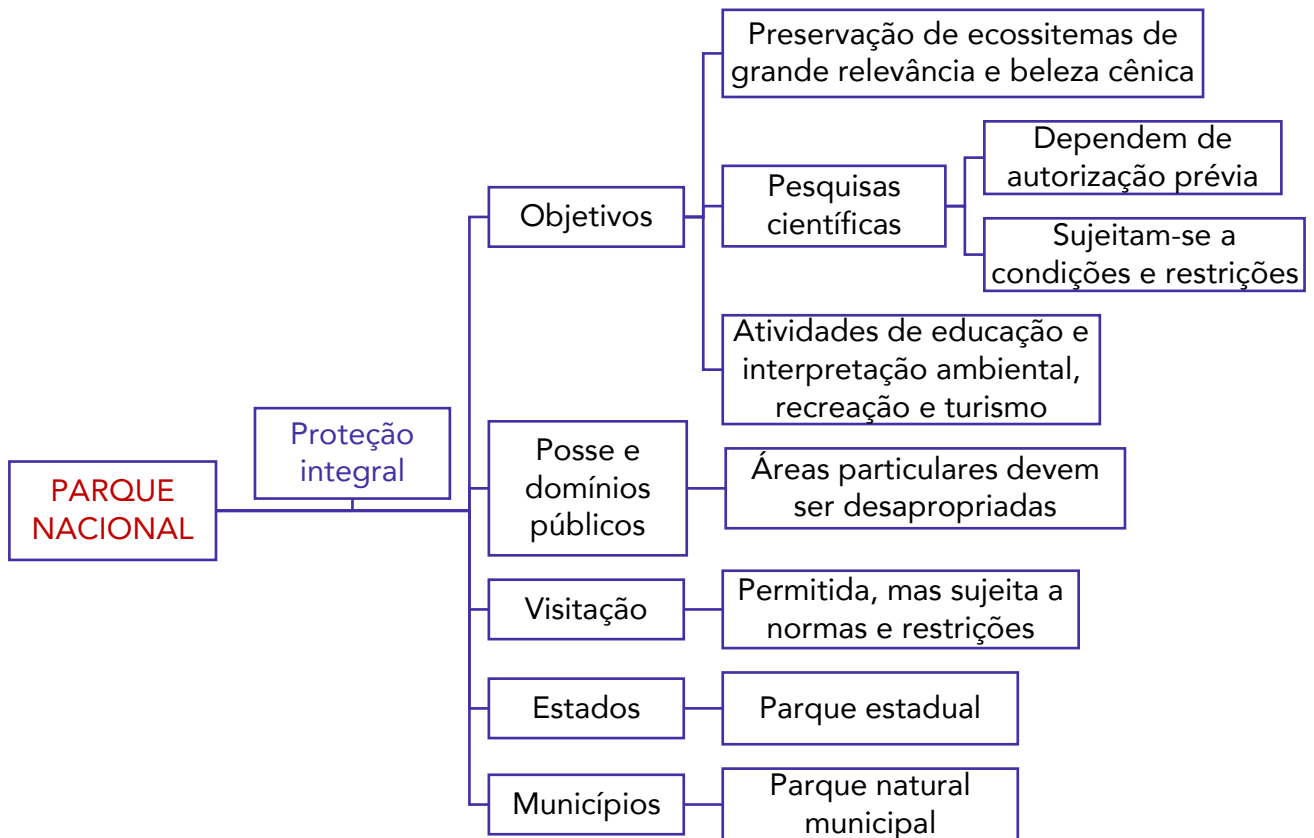 PARQUE
NACIONAL
Proteção
integral
Objetivos
Preservação de ecossitemas de
grande relevância e beleza cênica
Pesquisas
científicas
Dependem de
autorização prévia
Sujeitam-se a
condições e restrições
Atividades de educação e
interpretação ambiental,
recreação e turismo
Posse e
domínios
públicos
Áreas particulares devem
ser desapropriadas
Visitação
Permitida, mas sujeita a
normas e restrições
Estados
Parque estadual
Municípios
Parque natural
municipal